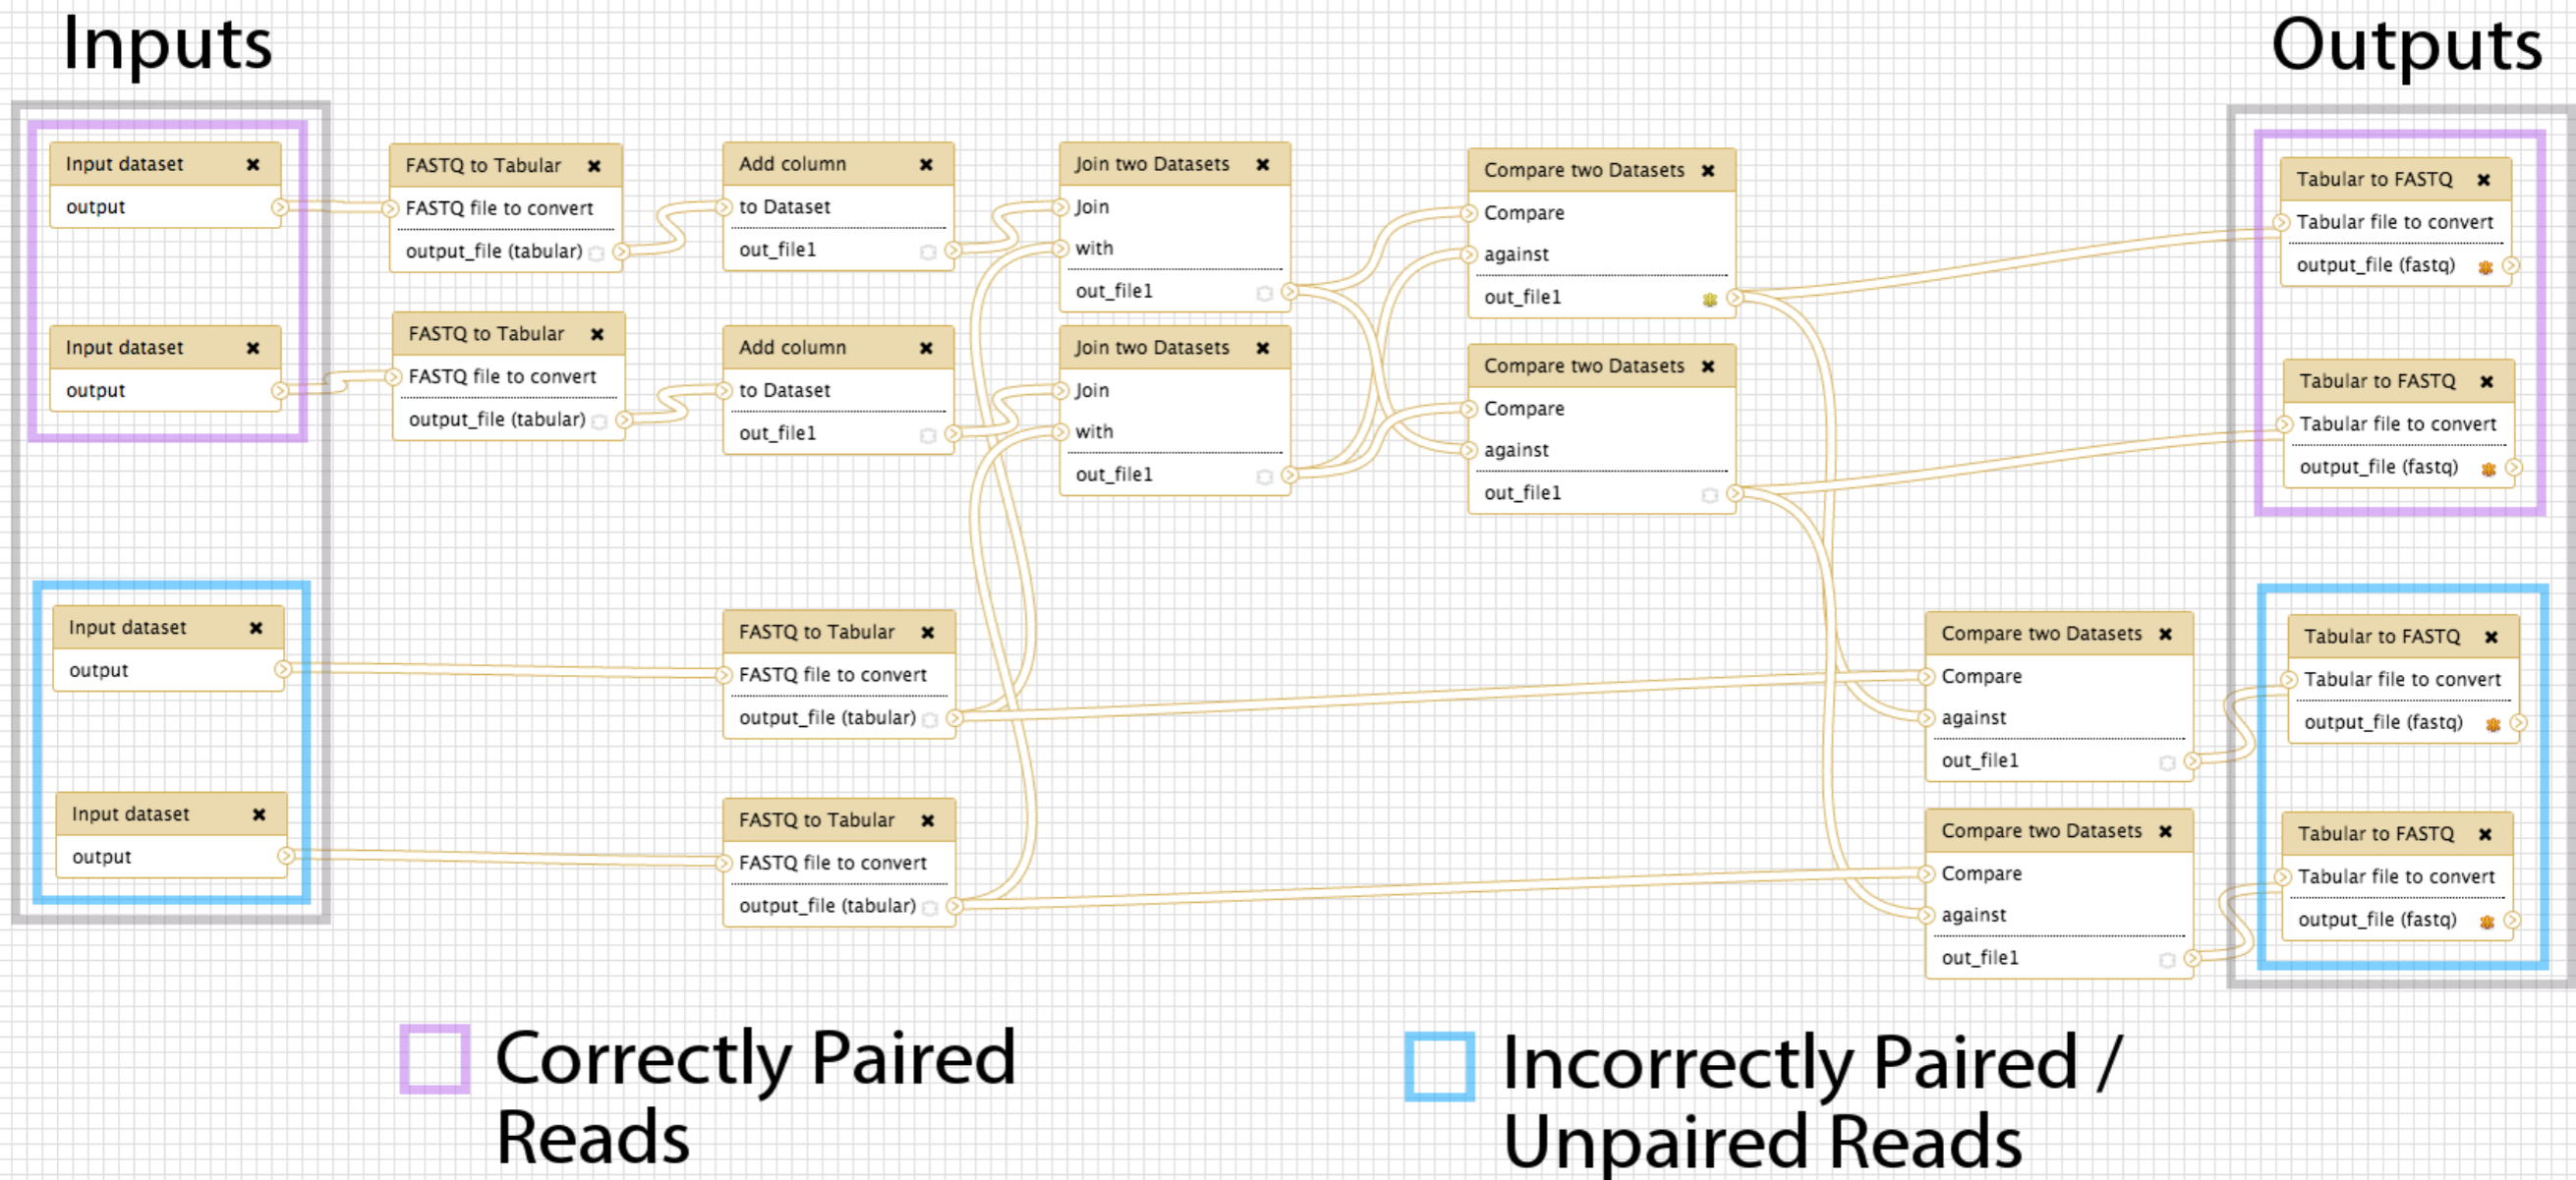 Inputs
Outputs
Input dataset
output
FASTQ to Tabular
FASTQ file to convert
output_file (tabular)
Add column
to Dataset
out_file1
Join two Datasets
Join
with
out_file1
Compare two Datasets
Compare
against
out_file1
Tabular to FASTQ
Tabular file to convert
output_file (fastq)
Input dataset
output
FASTQ to Tabular
FASTQ file to convert
output_file (tabular)
Add column
to Dataset
out_file1
Join two Datasets
Join
with
out_file1
Compare two Datasets
Compare
against
out_file1
Tabular to FASTQ
Tabular file to convert
output_file (fastq)
Input dataset
output
FASTQ to Tabular
FASTQ file to convert
output_file (tabular)
Compare two Datasets
Compare
against
out_file1
Tabular to FASTQ
Tabular file to convert
output_file (fastq)
Input dataset
output
FASTQ to Tabular
FASTQ file to convert
output_file (tabular)
Compare two Datasets
Compare
against
out_file1
Tabular to FASTQ
Tabular file to convert
output_file (fastq)
Correctly Paired
Reads
Incorrectly Paired /
Unpaired Reads